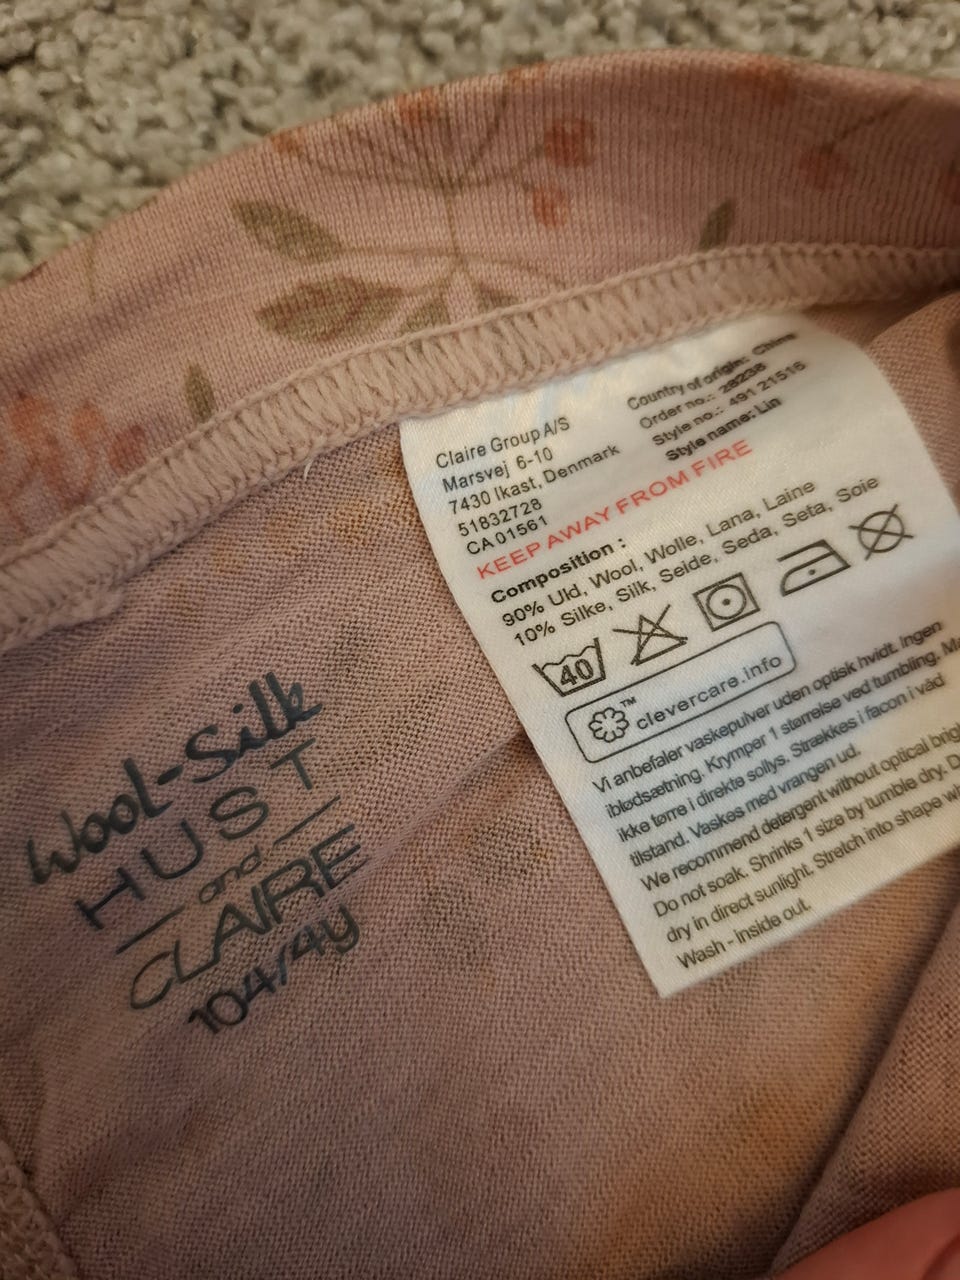 Claire Group A/S
Marsvej 6-10
7430 Ikast, Denmark
51832728
CA 01561
Country of origin: China
Order no.: 28238
Style no.: 491 21516
Style name: Lin
KEEP AWAY FROM FIRE
Composition :
90% Uld, Wool, Wolle, Lana, Laine
10% Silke, Silk, Seide, Seda, Seta, Soie
40
™ clevercare.info
Vi anbefaler vaskepulver uden optisk hvidt. Ingen
iblødsætning. Krymper 1 størrelse ved tumbling. Må
ikke tørre i direkte sollys. Strækkes i facon i våd
tilstand. Vaskes med vrangen ud.
We recommend detergent without optical
Do not soak. Shrinks 1 size by tumble dry.
dry in direct sunlight. Stretch into shape
Wash - inside out.
Wool-Silk
HUST
and
CLAIRE
104/4y